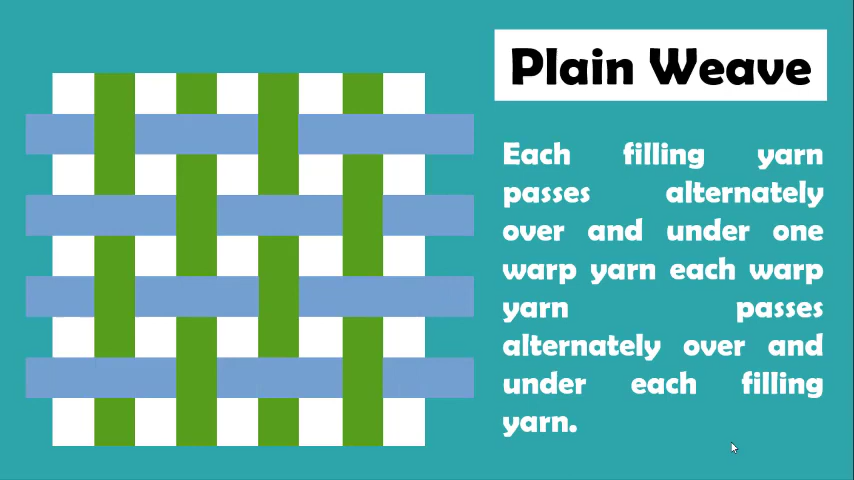 Plain Weave
Each filling yarn
passes alternately
over and under one
warp yarn each warp
yarn passes
alternately over and
under each filling
yarn.